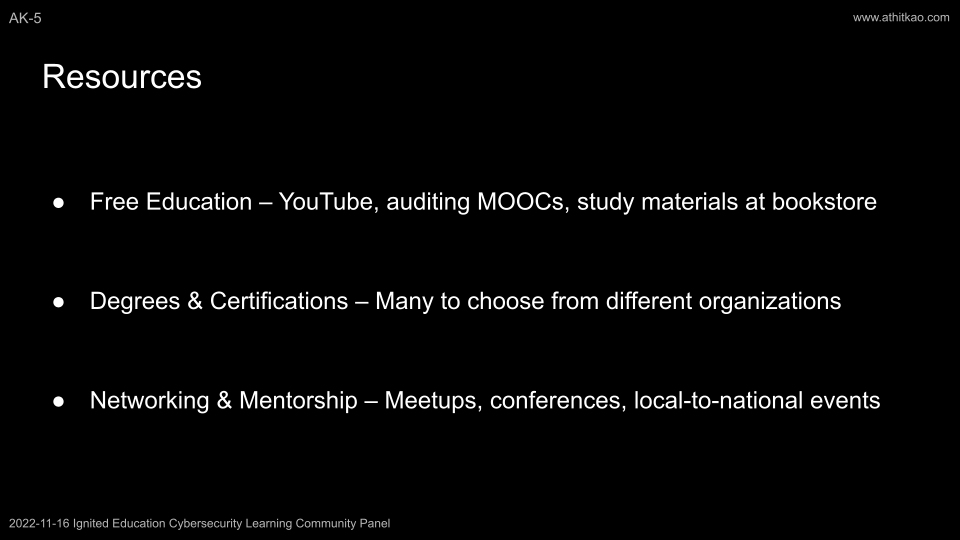 AK-5
www.athitkao.com
Resources
● Free Education – YouTube, auditing MOOCs, study materials at bookstore
● Degrees & Certifications – Many to choose from different organizations
● Networking & Mentorship – Meetups, conferences, local-to-national events
2022-11-16 Ignited Education Cybersecurity Learning Community Panel